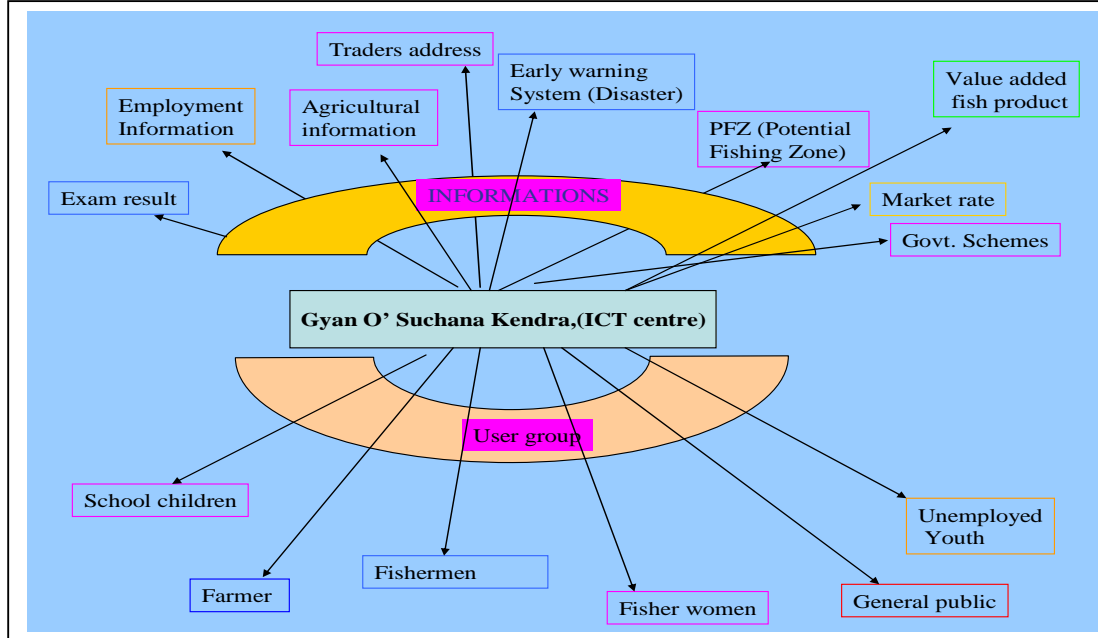 Traders address
Early warning
System (Disaster)
Value added
fish product
Employment
Information
Agricultural
information
PFZ (Potential
Fishing Zone)
Exam result
INFORMATIONS
Market rate
Govt. Schemes
Gyan O' Suchana Kendra,(ICT centre)
User group
School children
Unemployed
Youth
Fishermen
Farmer
Fisher women
General public